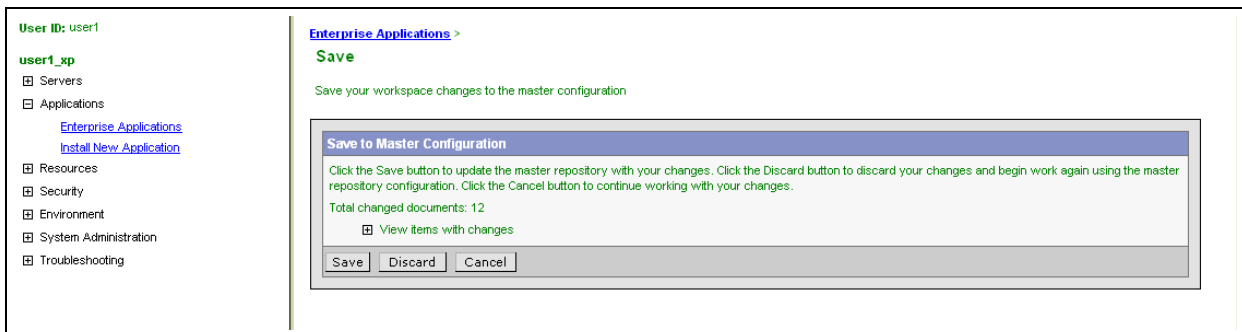 User ID: user1
user1_xp
Servers
Applications
Enterprise Applications
Install New Application
Resources
Security
Environment
System Administration
Troubleshooting
Enterprise Applications >
Save
Save your workspace changes to the master configuration
Save to Master Configuration
Click the Save button to update the master repository with your changes. Click the Discard button to discard your changes and begin work again using the master
repository configuration. Click the Cancel button to continue working with your changes.
Total changed documents: 12
View items with changes
Save Discard Cancel